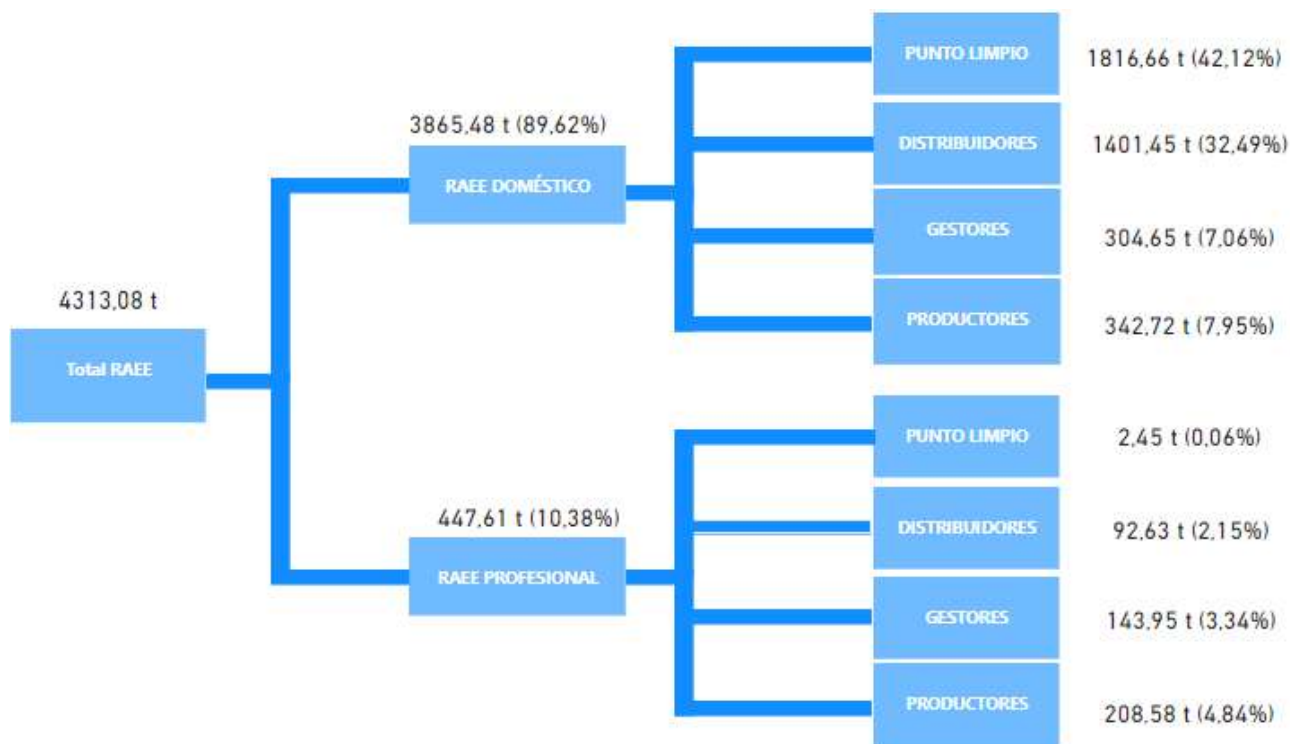 4313,08 t
Total RAEE
3865,48 t (89,62%)
RAEE DOMÉSTICO
PUNTO LIMPIO
1816,66 t (42,12%)
DISTRIBUIDORES
1401,45 t (32,49%)
GESTORES
304,65 t (7,06%)
PRODUCTORES
342,72 t (7,95%)
447,61 t (10,38%)
RAEE PROFESIONAL
PUNTO LIMPIO
2,45 t (0,06%)
DISTRIBUIDORES
92,63 t (2,15%)
GESTORES
143,95 t (3,34%)
PRODUCTORES
208,58 t (4,84%)